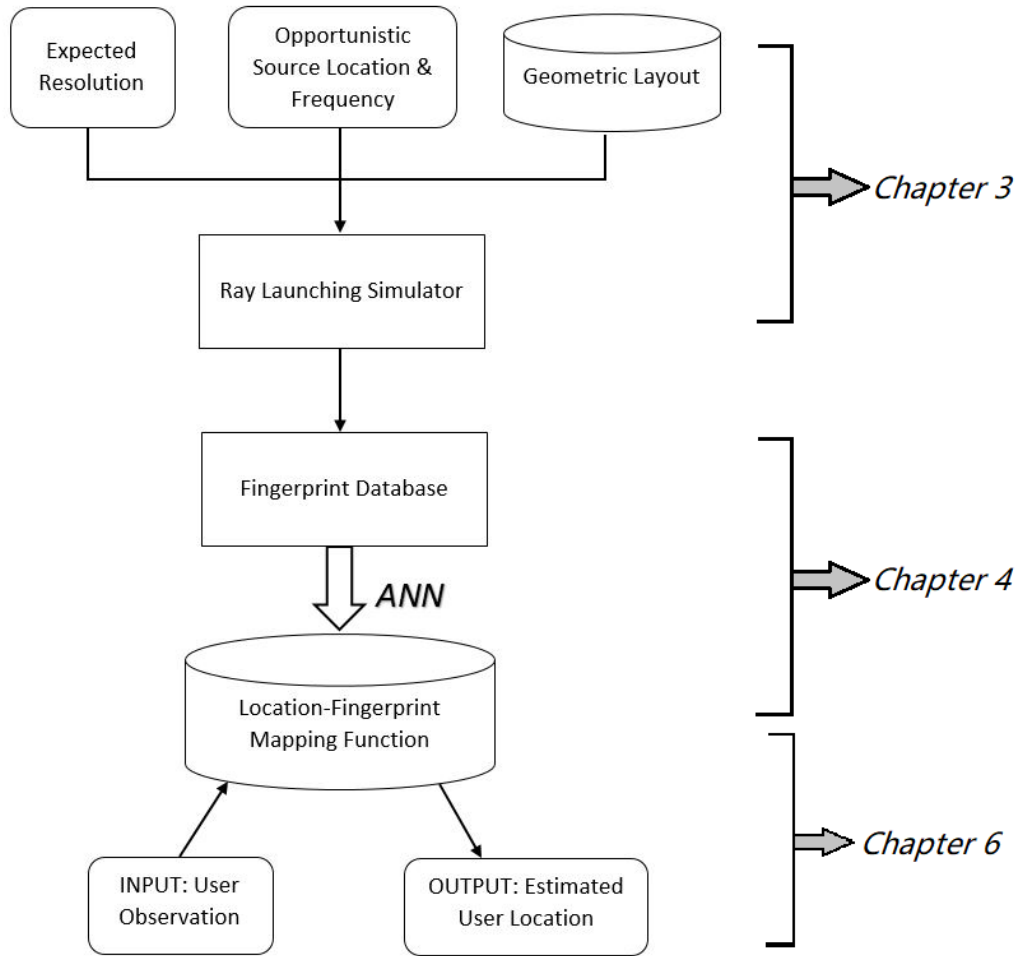 Expected
Resolution
Opportunistic
Source Location &
Frequency
Geometric Layout
Chapter 3
Ray Launching Simulator
Fingerprint Database
ANN
Chapter 4
Location-Fingerprint
Mapping Function
Chapter 6
INPUT: User
Observation
OUTPUT: Estimated
User Location